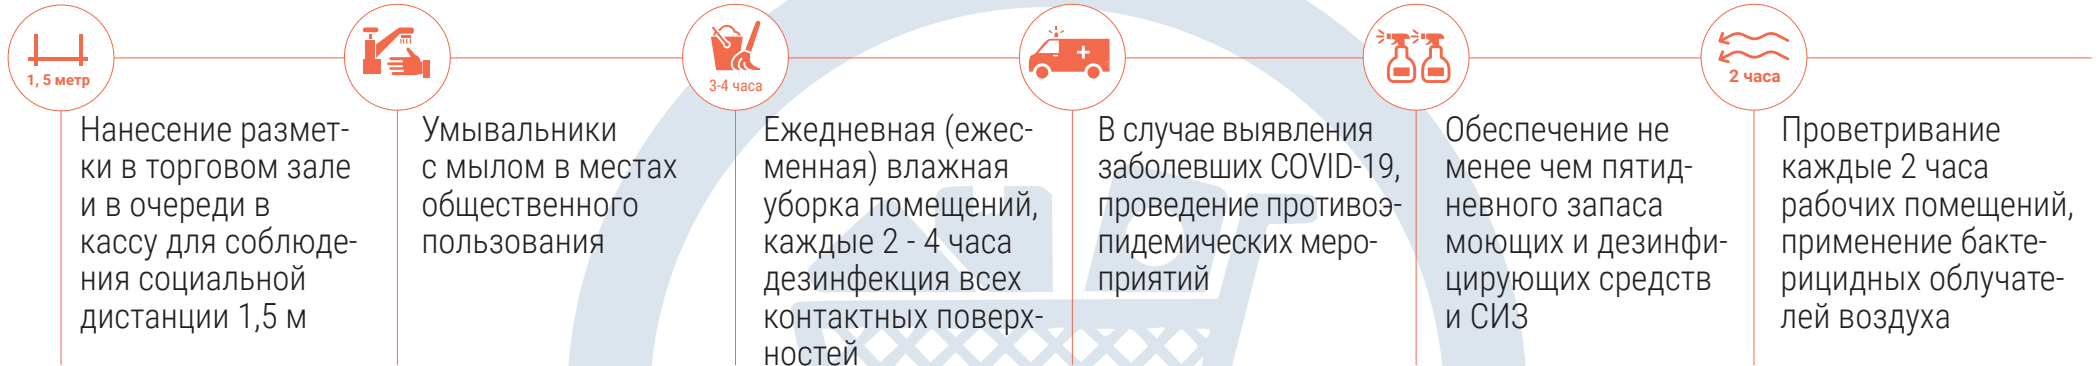 1, 5 метр
Нанесение размет-
ки в торговом зале
и в очереди в
кассу для соблюде-
ния социальной
дистанции 1,5 м
Умывальники
с мылом в местах
общественного
пользования
3-4 часа
Ежедневная (ежес-
менная) влажная
уборка помещений,
каждые 2 - 4 часа
дезинфекция всех
контактных поверх-
ностей
В случае выявления
заболевших COVID-19,
проведение противоэ-
пидемических меро-
приятий
Обеспечение не
менее чем пятид-
невного запаса
моющих и дезинфи-
цирующих средств
и СИЗ
2 часа
Проветривание
каждые 2 часа
рабочих помещений,
применение бакте-
рицидных облучате-
лей воздуха